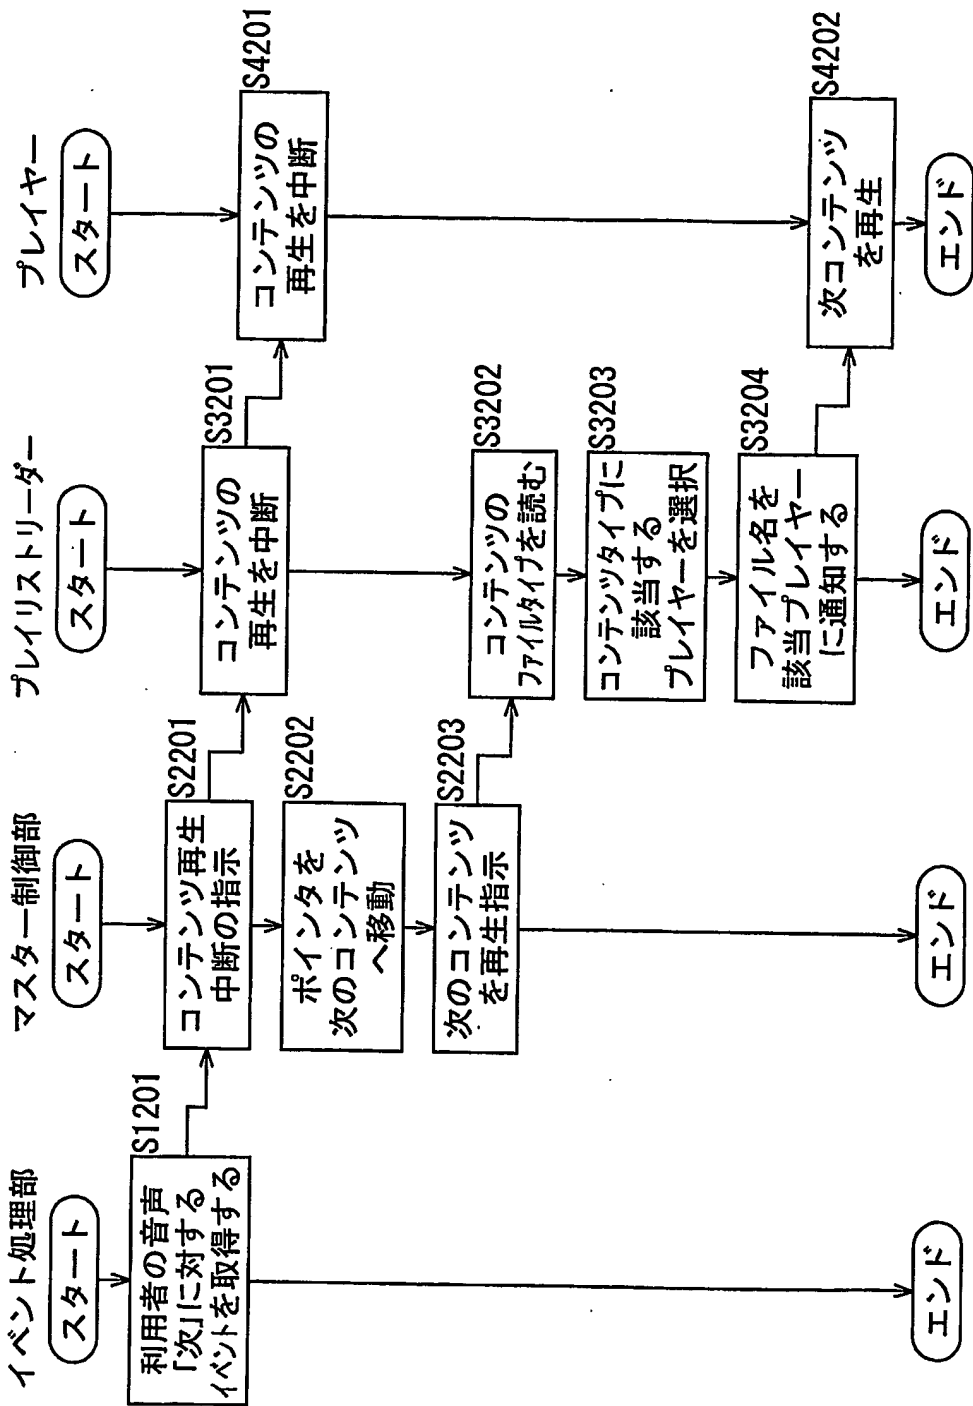 イベント処理部
スタート
利用者の音声
「次」に対する
イベントを取得する
S1201
エンド
マスター制御部
スタート
コンテンツ再生
中断の指示
S2201
ポインタを
次のコンテンツ
へ移動
S2202
次のコンテンツ
を再生指示
S2203
エンド
プレイリストリーダー
スタート
コンテンツの
再生を中断
S3201
コンテンツの
ファイルタイプを読む
S3202
コンテンツタイプに
該当する
プレイヤーを選択
S3203
ファイル名を
該当プレイヤー
に通知する
S3204
エンド
プレイヤー
スタート
コンテンツの
再生を中断
S4201
次コンテンツ
を再生
S4202
エンド